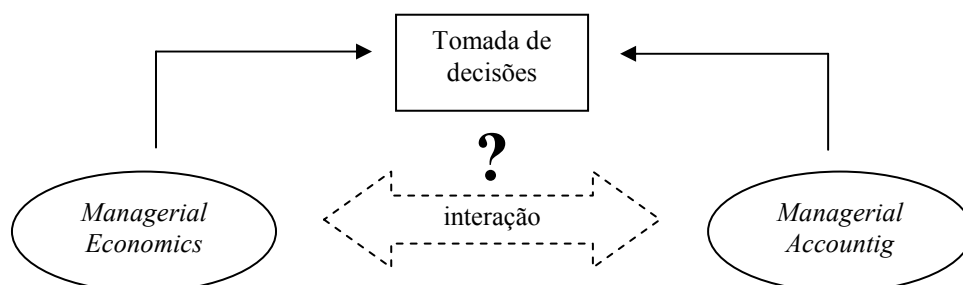 Tomada de
decisões
?
interação
Managerial
Economics
Managerial
Accountig